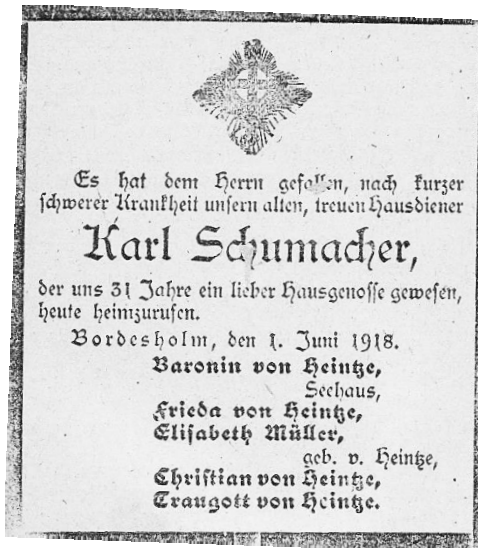 Es hat dem Herrn gefallen, nach kurzer
schwerer Krankheit unsern alten, treuen Hausdiener
Karl Schumacher,
der uns 31 Jahre ein lieber Hausgenosse gewesen,
heute heimzurufen.
Bordesholm, den 1. Juni 1918.
Baronin von Heintze,
Seehaus,
Frieda von Heintze,
Elisabeth Müller,
geb. v. Heintze,
Christian von Heintze,
Traugott von Heintze.